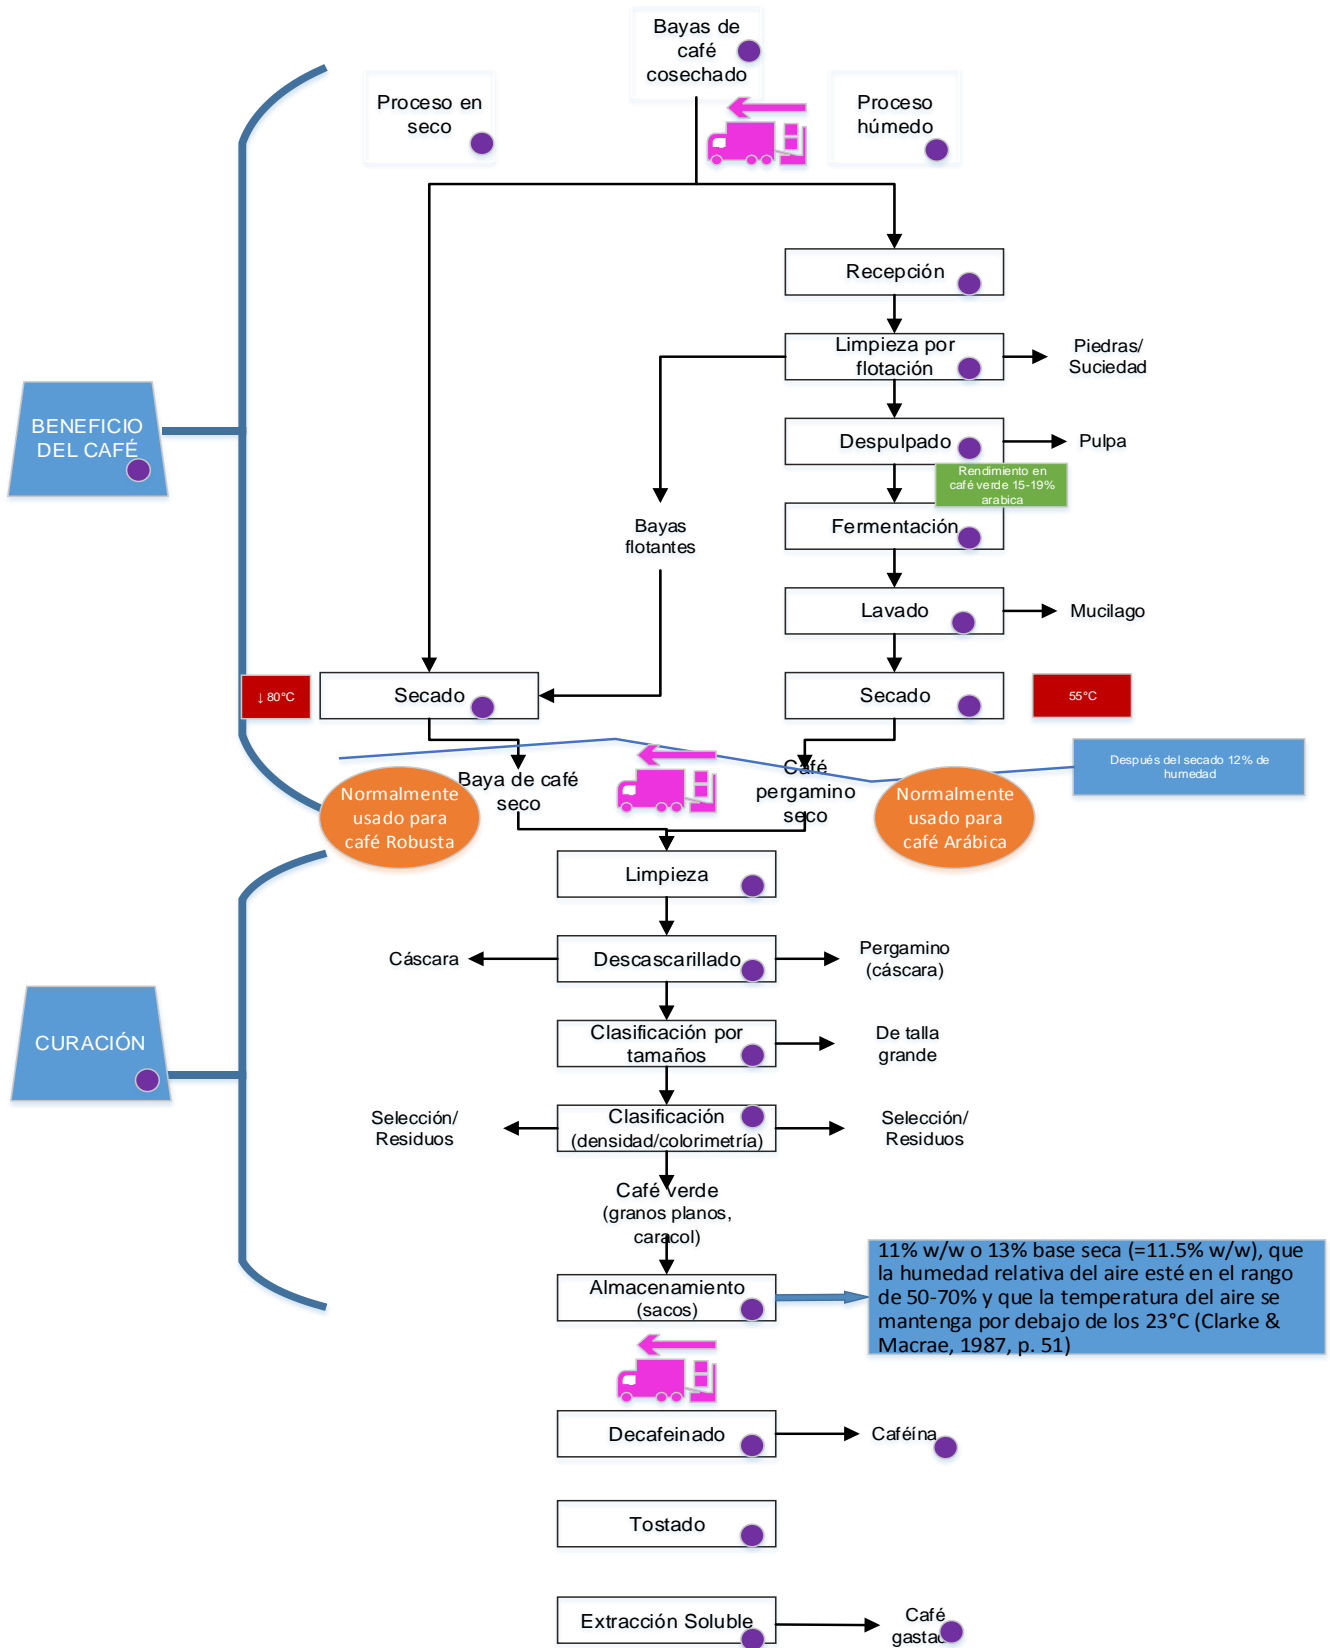 Bayas de
café
cosechado
Proceso en
seco
Proceso
húmedo
Recepción
Limpieza por
flotación
Piedras/
Suciedad
BENEFICIO
DEL CAFÉ
Despulpado
Pulpa
Rendimiento en
café verde 15-19%
arabica
Bayas
flotantes
Fermentación
Lavado
Mucilago
↓ 80°C
Secado
Secado
55°C
Después del secado 12% de
humedad
Baya de café
seco
Café
pergamino
seco
Normalmente
usado para
café Robusta
Normalmente
usado para
café Arábica
Limpieza
Cáscara
Descascarillado
Pergamino
(cáscara)
CURACIÓN
Clasificación por
tamaños
De talla
grande
Selección/
Residuos
Clasificación
(densidad/colorimetría)
Selección/
Residuos
Café verde
(granos planos,
caracol)
Almacenamiento
(sacos)
11% w/w o 13% base seca (=11.5% w/w), que
la humedad relativa del aire esté en el rango
de 50-70% y que la temperatura del aire se
mantenga por debajo de los 23°C (Clarke &
Macrae, 1987, p. 51)
Decafeinado
Caféína
Tostado
Extracción Soluble
Café
gastado